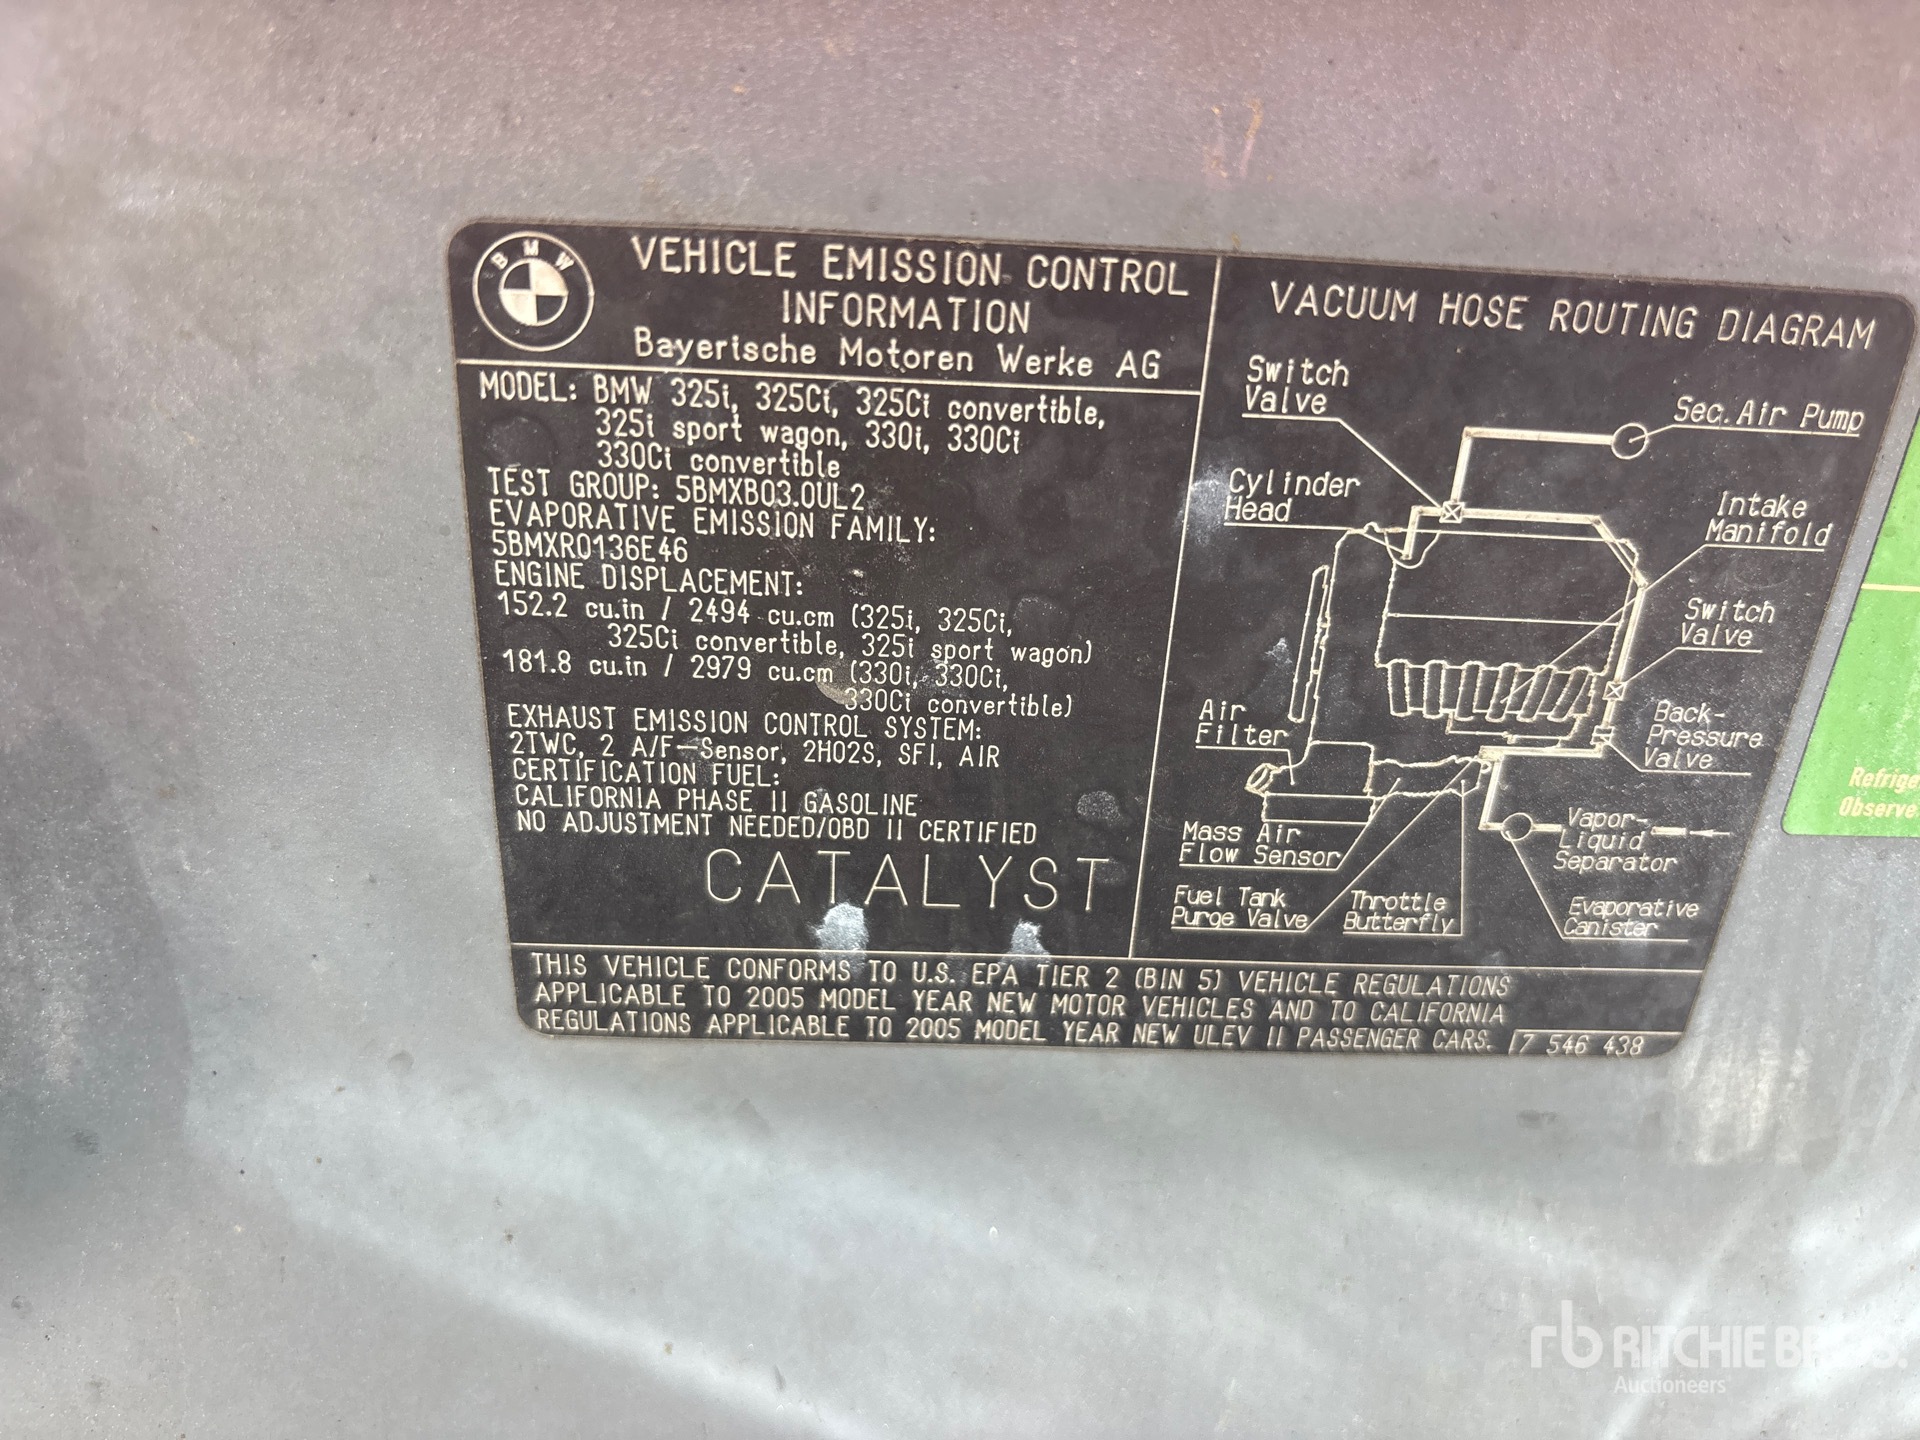 BMW
VEHICLE EMISSION CONTROL
INFORMATION
Bayerische Motoren Werke AG
MODEL: BMW 325i, 325Ci, 325Ci convertible,
325i sport wagon, 330i, 330Ci
330Ci convertible
TEST GROUP: 5BMXB03.0UL2
EVAPORATIVE EMISSION FAMILY:
5BMXR0136E46
ENGINE DISPLACEMENT:
152.2 cu.in / 2494 cu.cm (325i, 325Ci,
325Ci convertible, 325i sport wagon)
181.8 cu.in / 2979 cu.cm (330i, 330Ci,
330Ci convertible)
EXHAUST EMISSION CONTROL SYSTEM:
2TWC, 2 A/F-Sensor, 2HO2S, SFI, AIR
CERTIFICATION FUEL:
CALIFORNIA PHASE II GASOLINE
NO ADJUSTMENT NEEDED/OBD II CERTIFIED
CATALYST
VACUUM HOSE ROUTING DIAGRAM
Switch
Valve
Sec. Air Pump
Cylinder
Head
Intake
Manifold
Switch
Valve
Air
Filter
Back-
Pressure
Valve
Mass Air
Flow Sensor
Vapor-
Liquid
Separator
Fuel Tank
Purge Valve
Throttle
Butterfly
Evaporative
Canister
THIS VEHICLE CONFORMS TO U.S. EPA TIER 2 (BIN 5) VEHICLE REGULATIONS
APPLICABLE TO 2005 MODEL YEAR NEW MOTOR VEHICLES AND TO CALIFORNIA
REGULATIONS APPLICABLE TO 2005 MODEL YEAR NEW ULEV II PASSENGER CARS. 7 546 438
Refrige
Observe
rb RITCHIE BROS.
Auctioneers